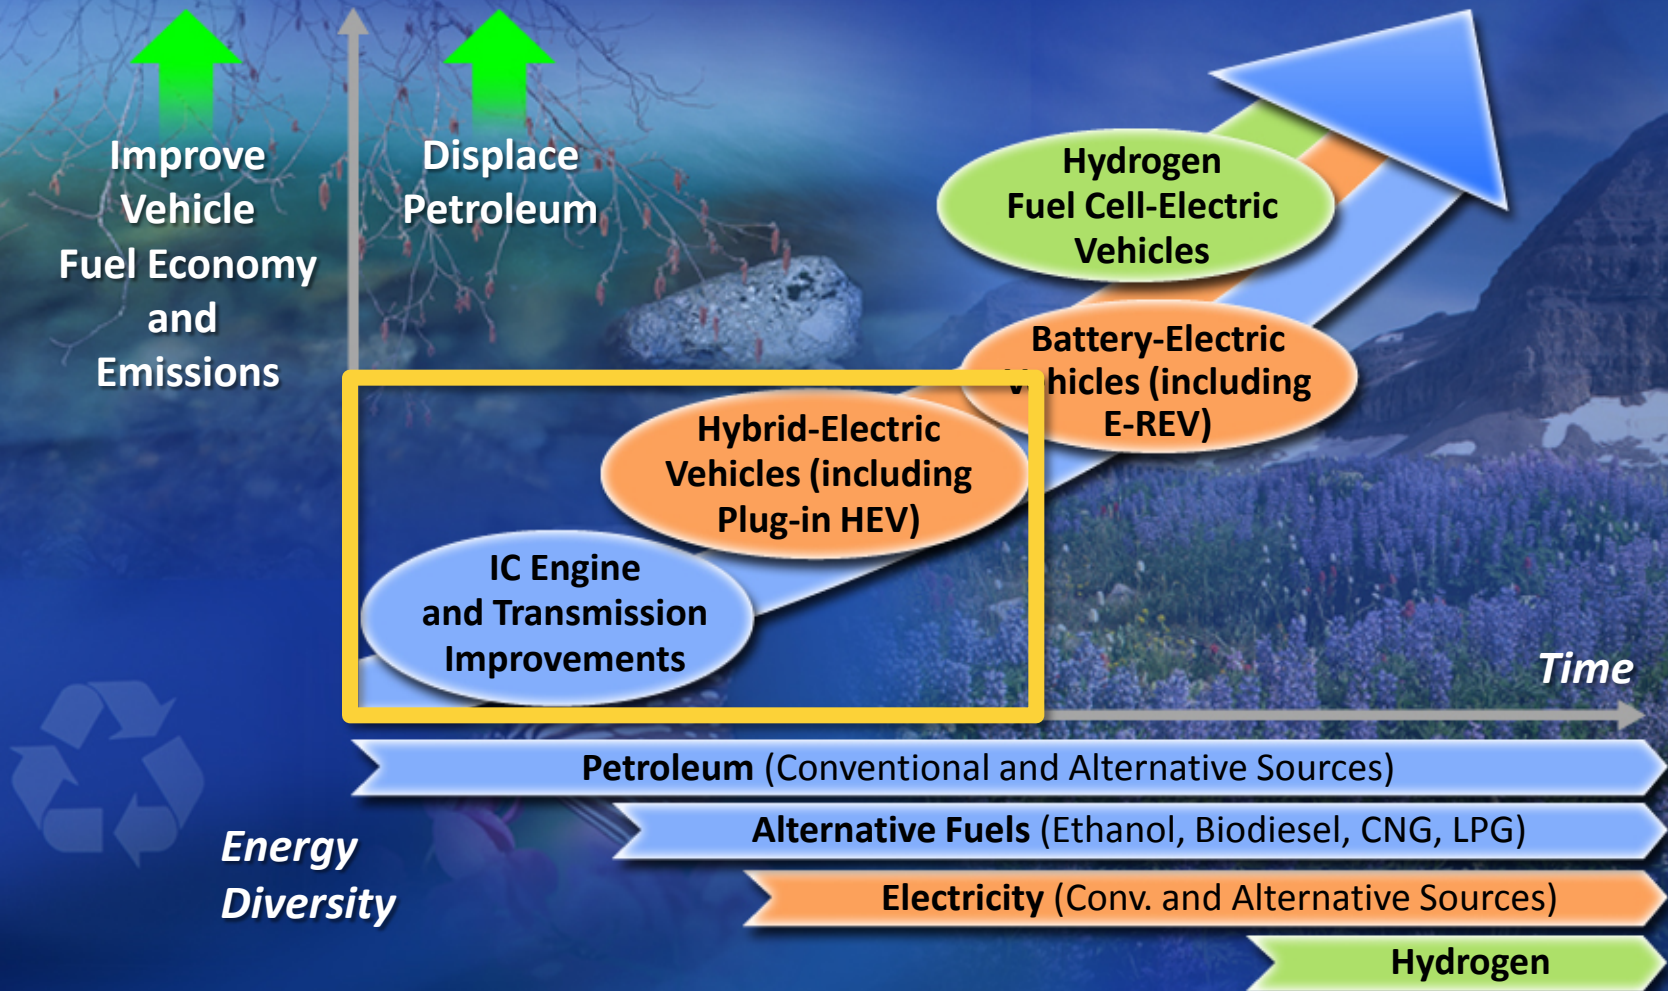 Improve
Vehicle
Fuel Economy
and
Emissions
Displace
Petroleum
Hydrogen
Fuel Cell-Electric
Vehicles
Battery-Electric
Vehicles (including
E-REV)
Hybrid-Electric
Vehicles (including
Plug-in HEV)
IC Engine
and Transmission
Improvements
Time
Petroleum (Conventional and Alternative Sources)
Alternative Fuels (Ethanol, Biodiesel, CNG, LPG)
Energy
Diversity
Electricity (Conv. and Alternative Sources)
Hydrogen